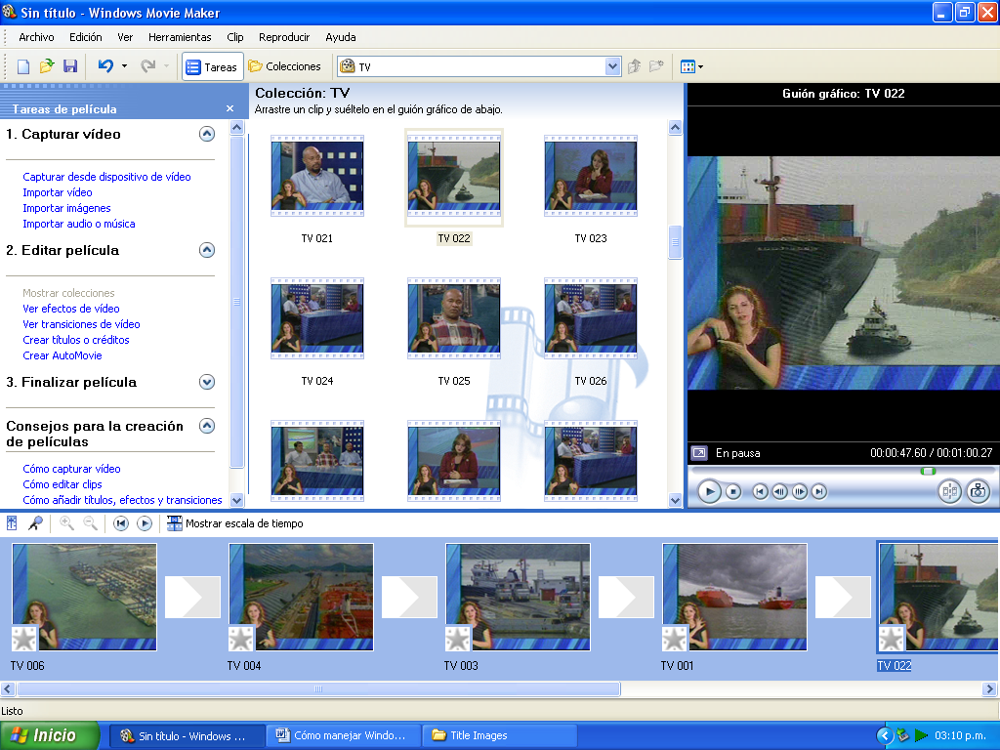 Sin título - Windows Movie Maker
Archivo Edición Ver Herramientas Clip Reproducir Ayuda
Tareas Colecciones TV
Tareas de película
1. Capturar vídeo
Capturar desde dispositivo de vídeo
Importar vídeo
Importar imágenes
Importar audio o música
2. Editar película
Mostrar colecciones
Ver efectos de vídeo
Ver transiciones de vídeo
Crear títulos o créditos
Crear AutoMovie
3. Finalizar película
Consejos para la creación
de películas
Cómo capturar vídeo
Cómo editar clips
Cómo añadir títulos, efectos y transiciones
Colección: TV
Arrastre un clip y suéltelo en el guión gráfico de abajo.
TV 021 TV 022 TV 023
TV 024 TV 025 TV 026
Guión gráfico: TV 022
En pausa 00:00:47.60 / 00:01:00.27
Mostrar escala de tiempo
TV 006 TV 004 TV 003 TV 001 TV 022
Listo
Inicio Sin título - Windows ... Cómo manejar Windo... Title Images 03:10 p.m.